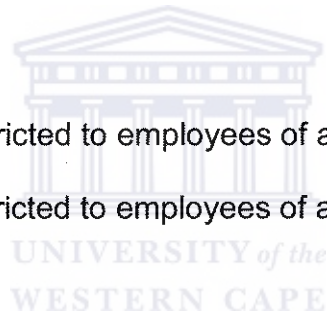 ricted to employees of a
ricted to employees of a
UNIVERSITY of the
WESTERN CAPE